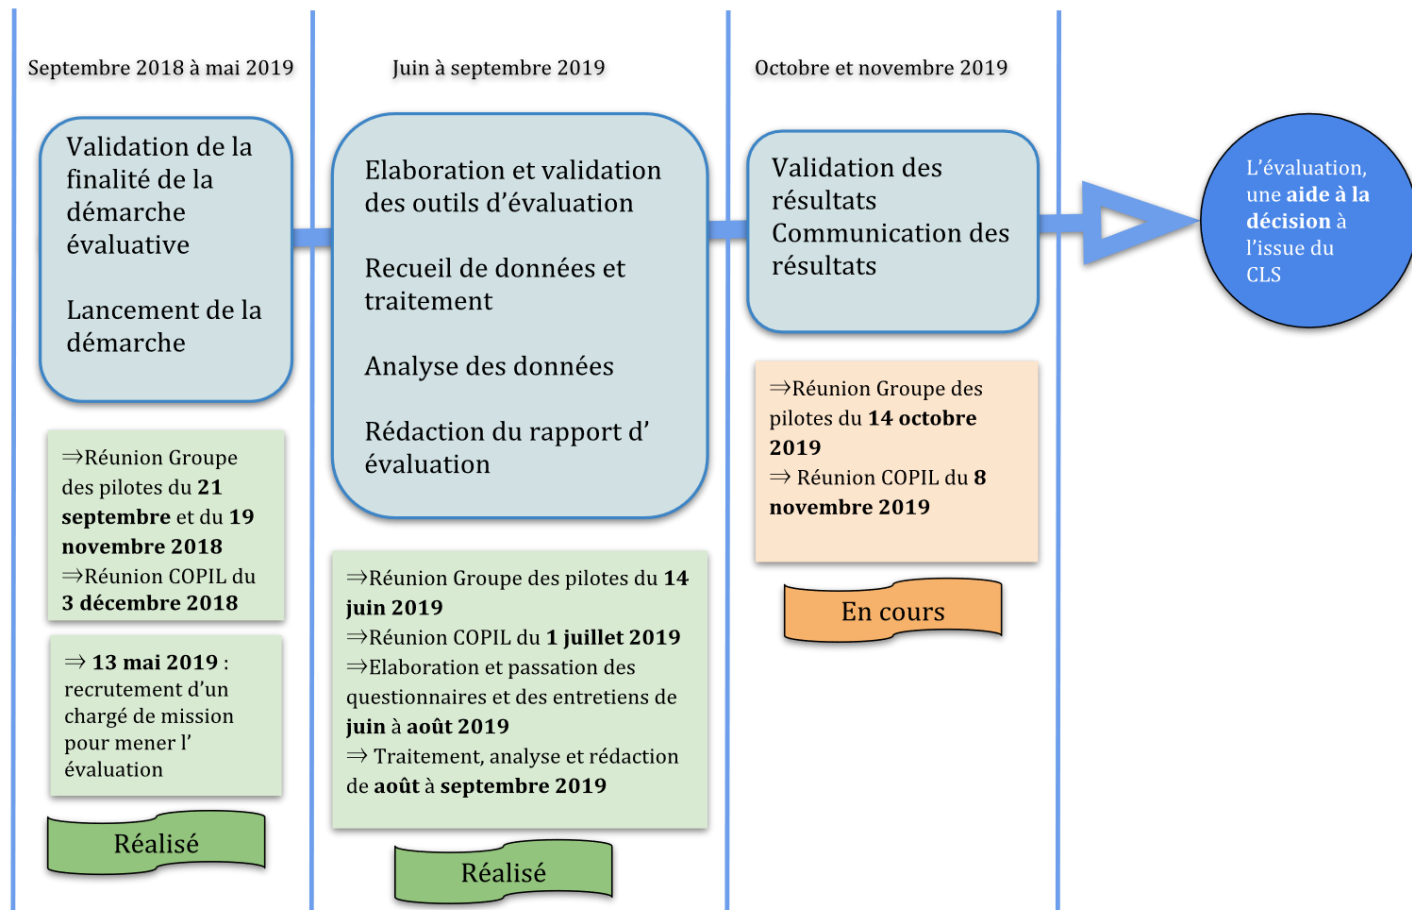 Septembre 2018 à mai 2019
Validation de la
finalité de la
démarche
évaluative
Lancement de la
démarche
⇒Réunion Groupe
des pilotes du 21
septembre et du 19
novembre 2018
⇒Réunion COPIL du
3 décembre 2018
⇒ 13 mai 2019 :
recrutement d’un
chargé de mission
pour mener l’
évaluation
Réalisé
Juin à septembre 2019
Elaboration et validation
des outils d’évaluation
Recueil de données et
traitement
Analyse des données
Rédaction du rapport d’
évaluation
⇒Réunion Groupe des pilotes du 14
juin 2019
⇒Réunion COPIL du 1 juillet 2019
⇒Elaboration et passation des
questionnaires et des entretiens de
juin à août 2019
⇒ Traitement, analyse et rédaction
de août à septembre 2019
Réalisé
Octobre et novembre 2019
Validation des
résultats
Communication des
résultats
⇒Réunion Groupe des
pilotes du 14 octobre
2019
⇒ Réunion COPIL du 8
novembre 2019
En cours
L’évaluation,
une aide à la
décision à
l’issue du
CLS